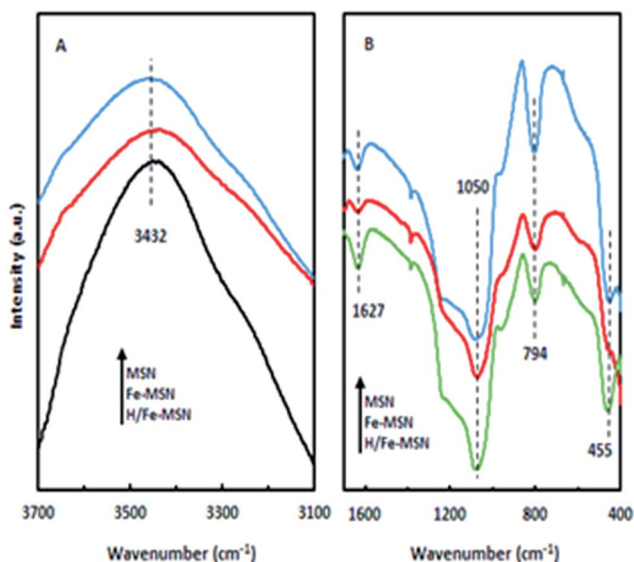 A
B
3432
1050
1627
794
455
MSN
Fe-MSN
H/Fe-MSN
MSN
Fe-MSN
H/Fe-MSN
Intensity (a.u.)
3700 3500 3300 3100
1600 1200 800 400
Wavenumber (cm⁻¹)
Wavenumber (cm⁻¹)